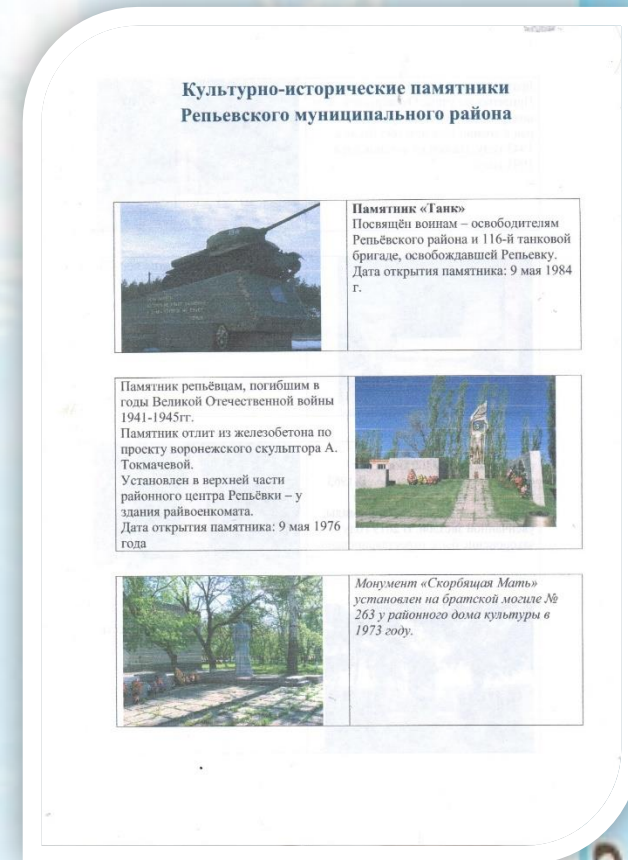 Культурно-исторические памятники
Репьевского муниципального района
Памятник «Танк»
Посвящён воинам – освободителям
Репьёвского района и 116-й танковой
бригаде, освобождавшей Репьевку.
Дата открытия памятника: 9 мая 1984
г.
Памятник репьёвцам, погибшим в
годы Великой Отечественной войны
1941-1945гг.
Памятник отлит из железобетона по
проекту воронежского скульптора А.
Токмачевой.
Установлен в верхней части
районного центра Репьёвки – у
здания райвоенкомата.
Дата открытия памятника: 9 мая 1976
года
Монумент «Скорбящая Мать»
установлен на братской могиле №
263 у районного дома культуры в
1973 году.